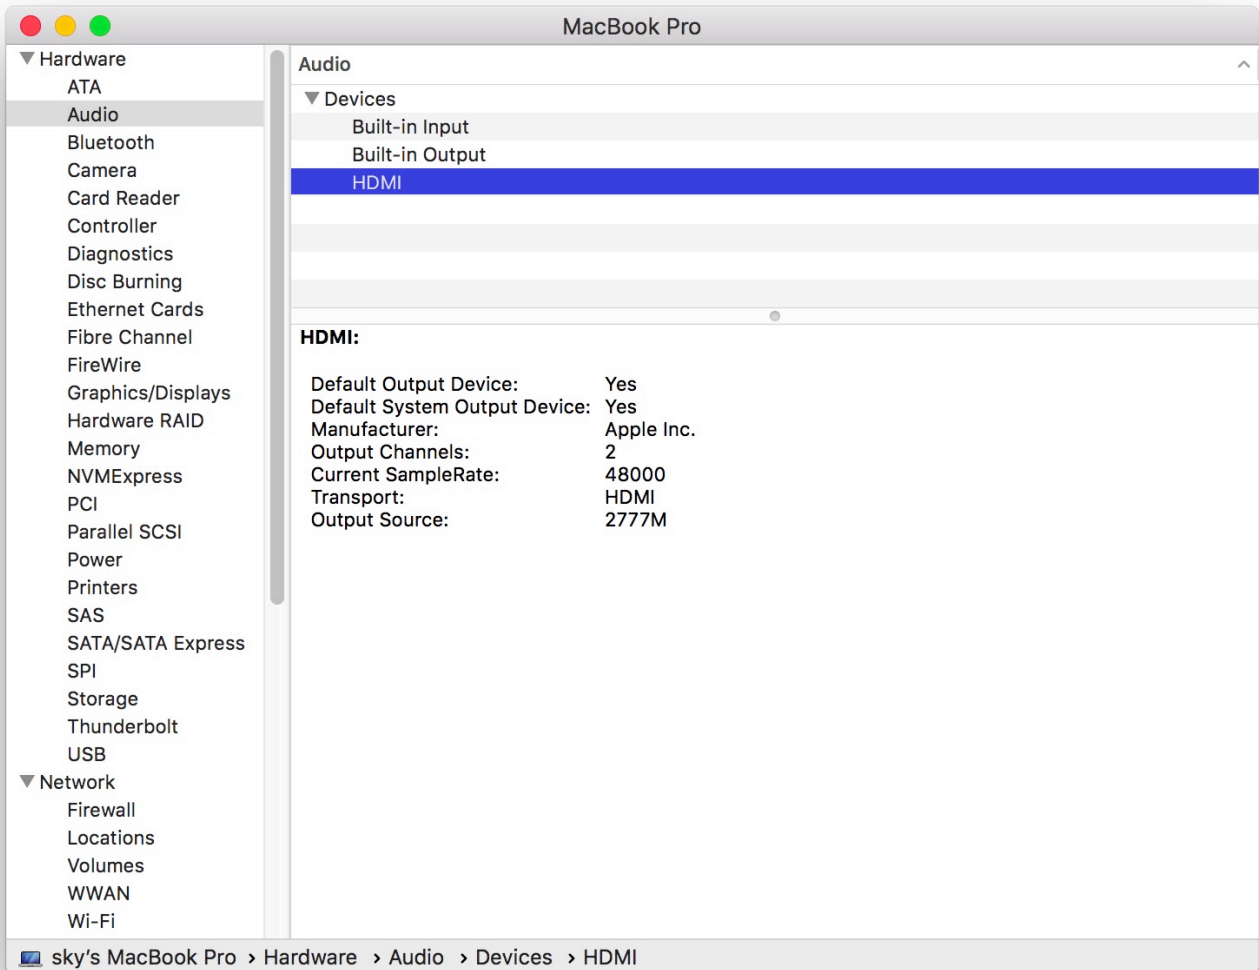 MacBook Pro
Hardware
ATA
Audio
Bluetooth
Camera
Card Reader
Controller
Diagnostics
Disc Burning
Ethernet Cards
Fibre Channel
FireWire
Graphics/Displays
Hardware RAID
Memory
NVMExpress
PCI
Parallel SCSI
Power
Printers
SAS
SATA/SATA Express
SPI
Storage
Thunderbolt
USB
Network
Firewall
Locations
Volumes
WWAN
Wi-Fi
Audio
Devices
Built-in Input
Built-in Output
HDMI
HDMI:
Default Output Device: Yes
Default System Output Device: Yes
Manufacturer: Apple Inc.
Output Channels: 2
Current SampleRate: 48000
Transport: HDMI
Output Source: 2777M
sky's MacBook Pro › Hardware › Audio › Devices › HDMI